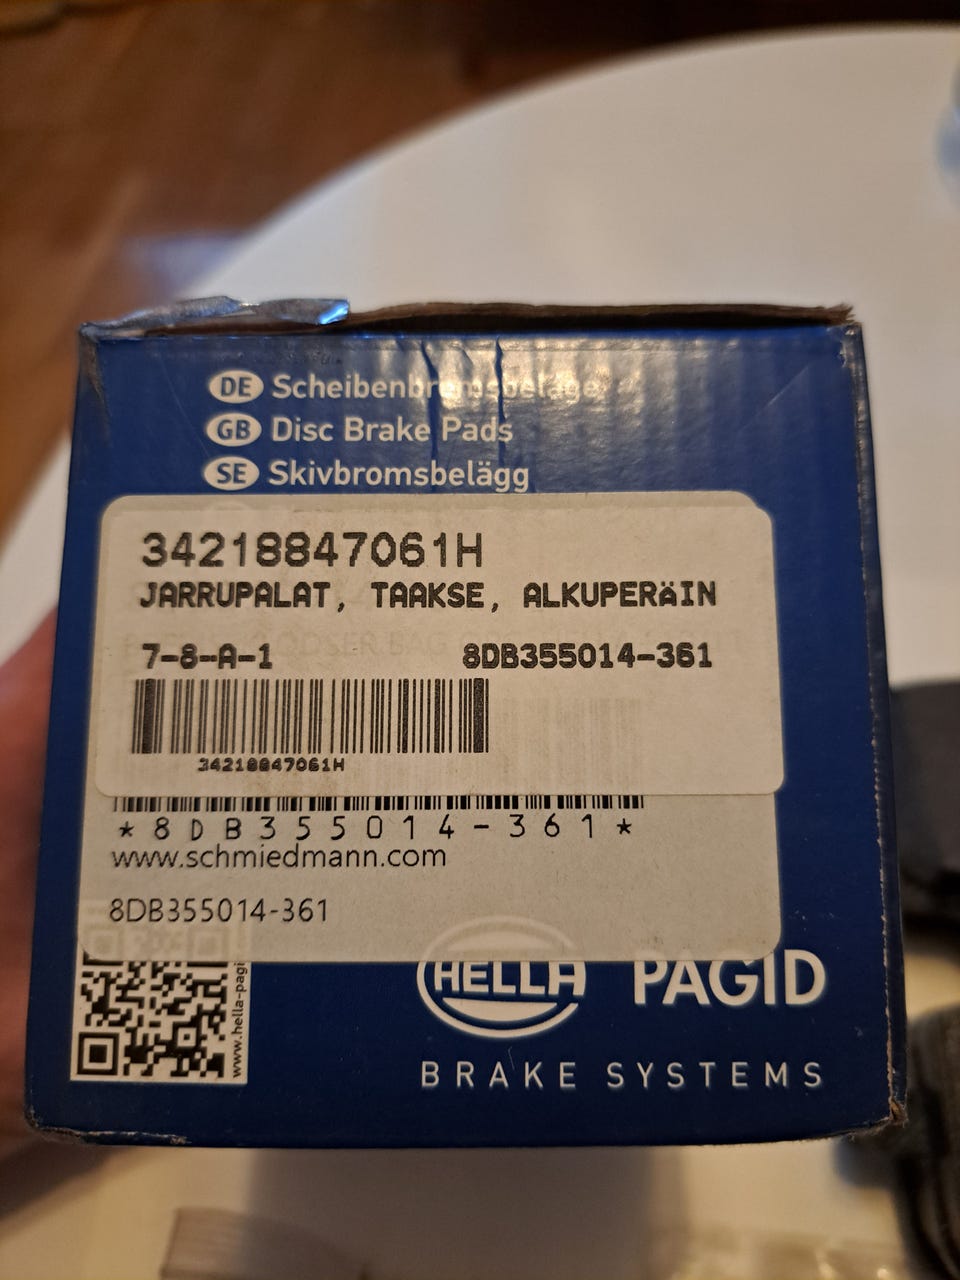 DE Scheibenbremsbeläge
GB Disc Brake Pads
SE Skivbromsbelägg
34218847061H
JARRUPALAT, TAAKSE, ALKUPERÄIN
7-8-A-1 8DB355014-361
34218847061H
*8DB355014-361*
www.schmiedmann.com
8DB355014-361
www.hella-pagi
HELLA PAGID
BRAKE SYSTEMS